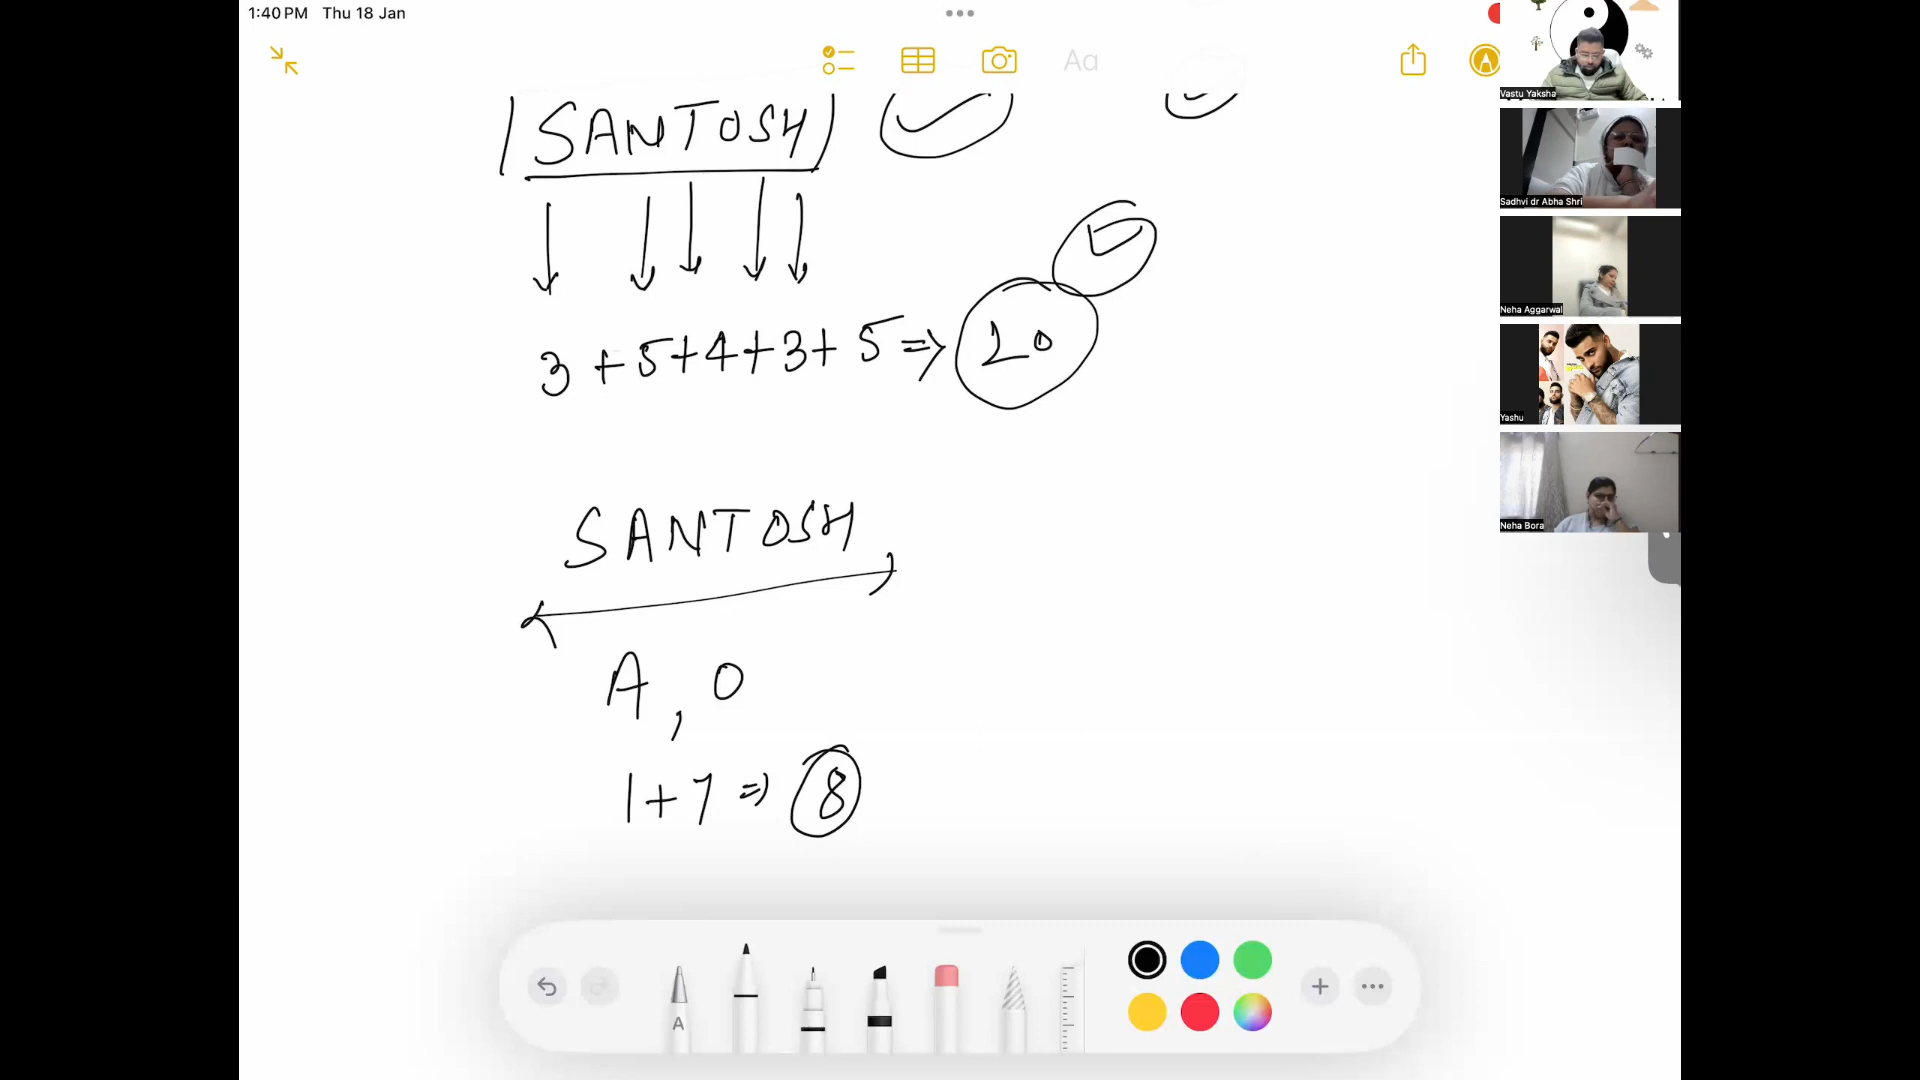 1:40 PM Thu 18 Jan
Aa
Vastu Yaksha
|SANTOSH|
Sadhvi dr Abha Shri
Neha Aggarwal
3 + 5 + 4 + 3 + 5 => 20
Yashu
SANTOSH
Neha Bora
A, O
1 + 7 => 8
A